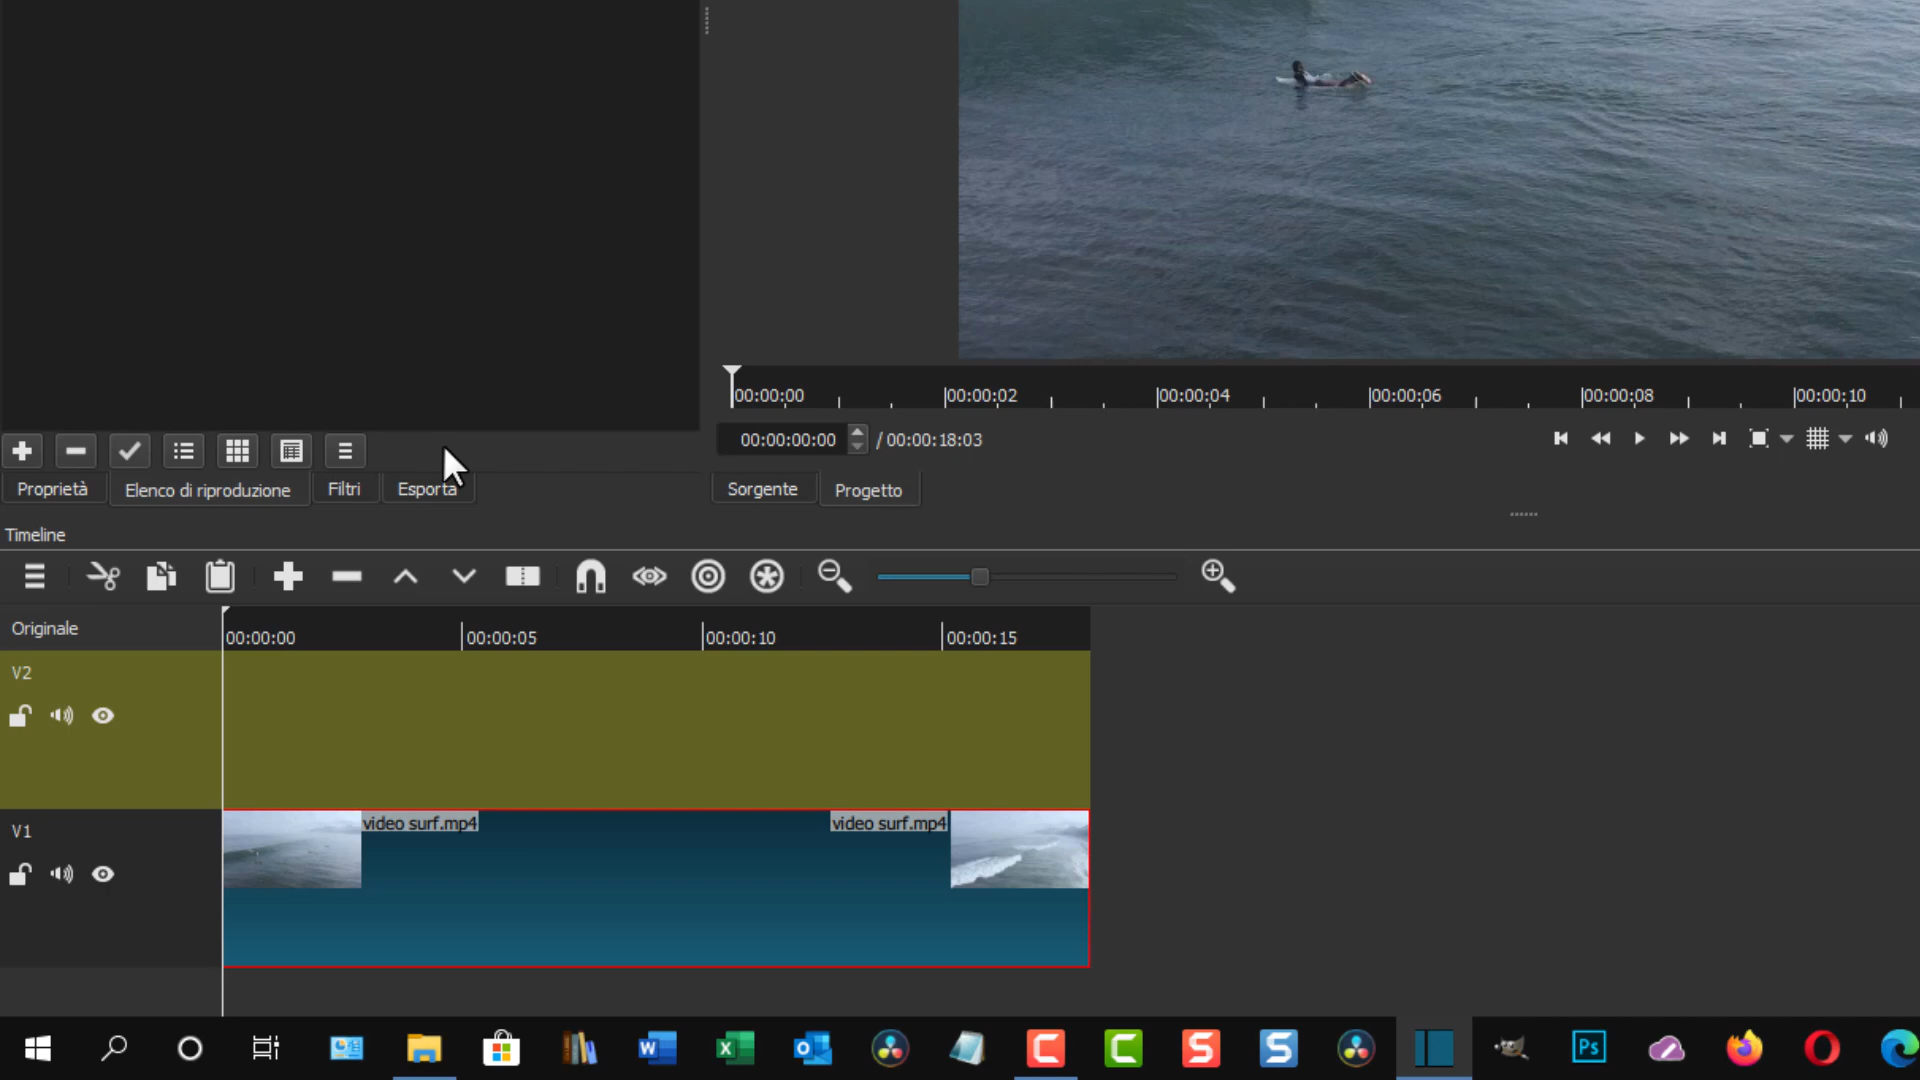 00:00:00 00:00:02 00:00:04 00:00:06 00:00:08 00:00:10
00:00:00:00 / 00:00:18:03
Proprietà Elenco di riproduzione Filtri Esporta Sorgente Progetto
Timeline
Originale 00:00:00 00:00:05 00:00:10 00:00:15
V2
V1 video surf.mp4 video surf.mp4
W X O C C S S Ps